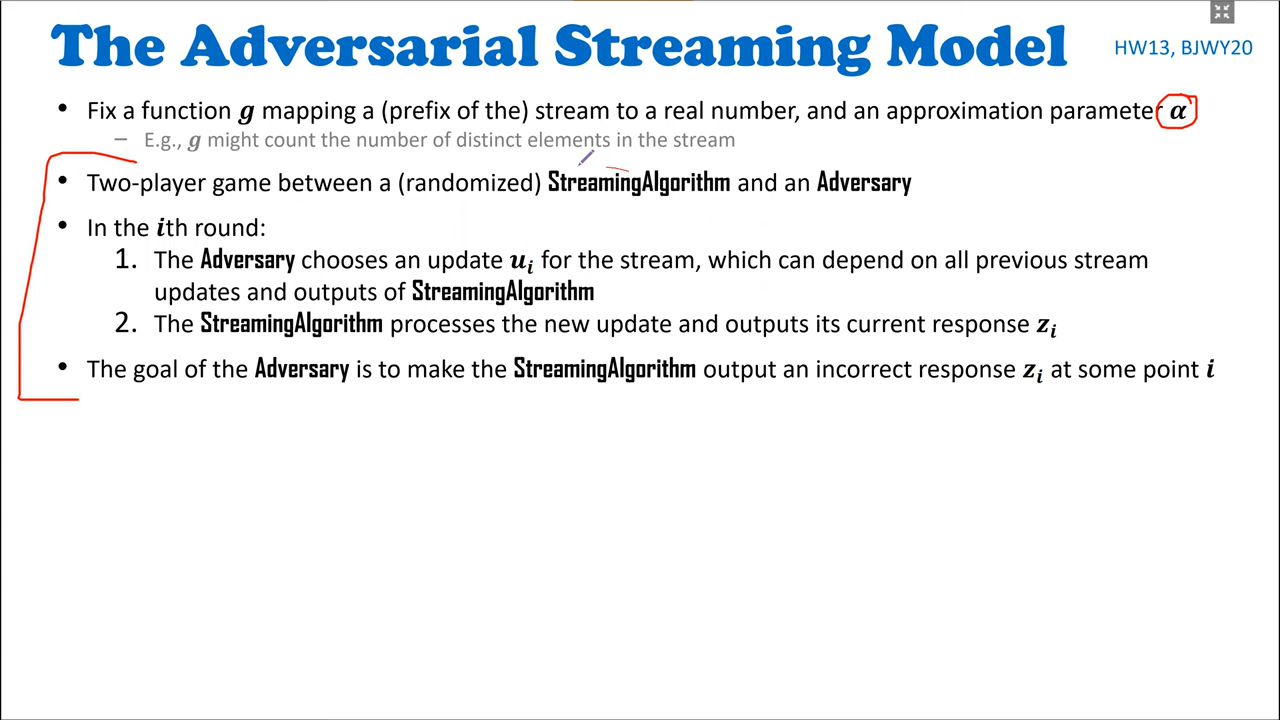 The Adversarial Streaming Model
HW13, BJWY20
• Fix a function g mapping a (prefix of the) stream to a real number, and an approximation parameter α
– E.g., g might count the number of distinct elements in the stream
• Two-player game between a (randomized) StreamingAlgorithm and an Adversary
• In the ith round:
1. The Adversary chooses an update uᵢ for the stream, which can depend on all previous stream
updates and outputs of StreamingAlgorithm
2. The StreamingAlgorithm processes the new update and outputs its current response zᵢ
• The goal of the Adversary is to make the StreamingAlgorithm output an incorrect response zᵢ at some point i